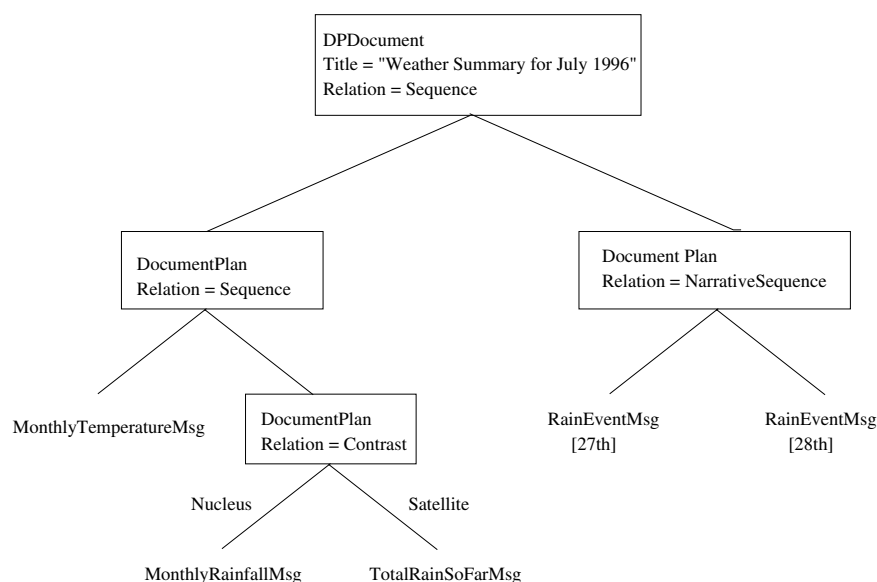 DPDocument
Title = "Weather Summary for July 1996"
Relation = Sequence
DocumentPlan
Relation = Sequence
Document Plan
Relation = NarrativeSequence
MonthlyTemperatureMsg
DocumentPlan
Relation = Contrast
RainEventMsg
[27th]
RainEventMsg
[28th]
Nucleus
Satellite
MonthlyRainfallMsg
TotalRainSoFarMsg